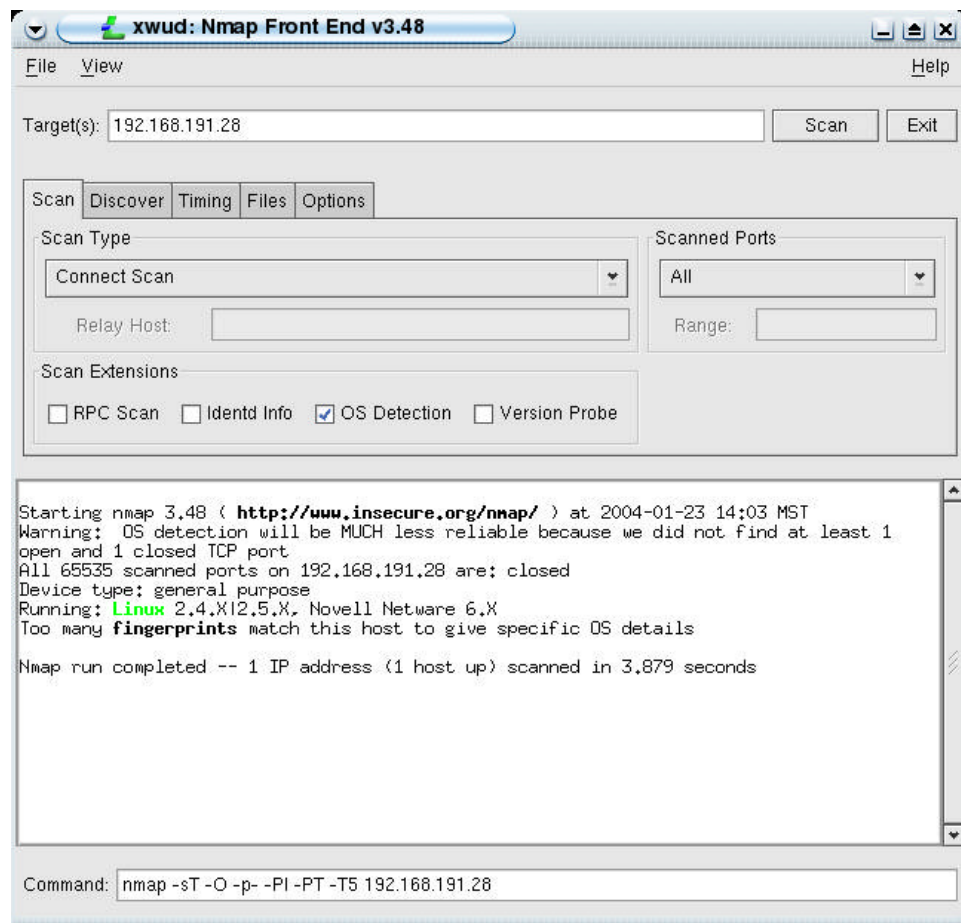 xwud: Nmap Front End v3.48
File View Help
Target(s): 192.168.191.28 Scan Exit
Scan Discover Timing Files Options
Scan Type Scanned Ports
Connect Scan All
Relay Host: Range:
Scan Extensions
RPC Scan Identd Info OS Detection Version Probe
Starting nmap 3.48 ( http://www.insecure.org/nmap/ ) at 2004-01-23 14:03 MST
Warning: OS detection will be MUCH less reliable because we did not find at least 1
open and 1 closed TCP port
All 65535 scanned ports on 192.168.191.28 are: closed
Device type: general purpose
Running: Linux 2.4.X|2.5.X, Novell Netware 6.X
Too many fingerprints match this host to give specific OS details
Nmap run completed -- 1 IP address (1 host up) scanned in 3.879 seconds
Command: nmap -sT -O -p- -PI -PT -T5 192.168.191.28